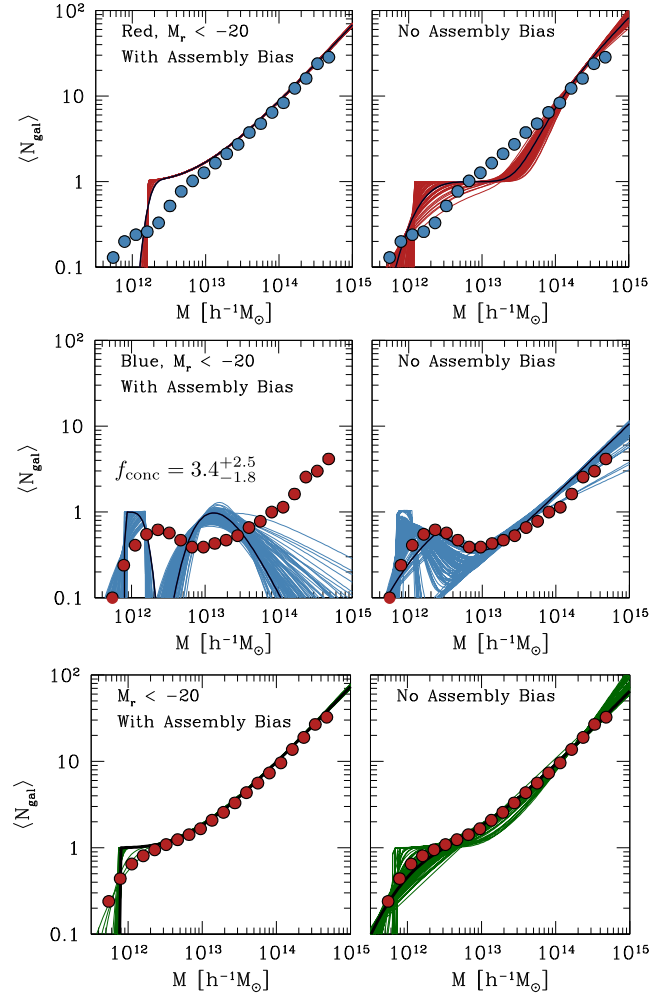 10²
10
1
0.1
⟨N_gal⟩
Red, M_r < −20
With Assembly Bias
No Assembly Bias
10¹² 10¹³ 10¹⁴ 10¹⁵
10¹² 10¹³ 10¹⁴ 10¹⁵
M [h⁻¹M_⊙]
M [h⁻¹M_⊙]
10²
10
1
0.1
⟨N_gal⟩
Blue, M_r < −20
With Assembly Bias
f_conc = 3.4^{+2.5}_{−1.8}
No Assembly Bias
10¹² 10¹³ 10¹⁴ 10¹⁵
10¹² 10¹³ 10¹⁴ 10¹⁵
M [h⁻¹M_⊙]
M [h⁻¹M_⊙]
10²
10
1
0.1
⟨N_gal⟩
M_r < −20
With Assembly Bias
No Assembly Bias
10¹² 10¹³ 10¹⁴ 10¹⁵
10¹² 10¹³ 10¹⁴ 10¹⁵
M [h⁻¹M_⊙]
M [h⁻¹M_⊙]